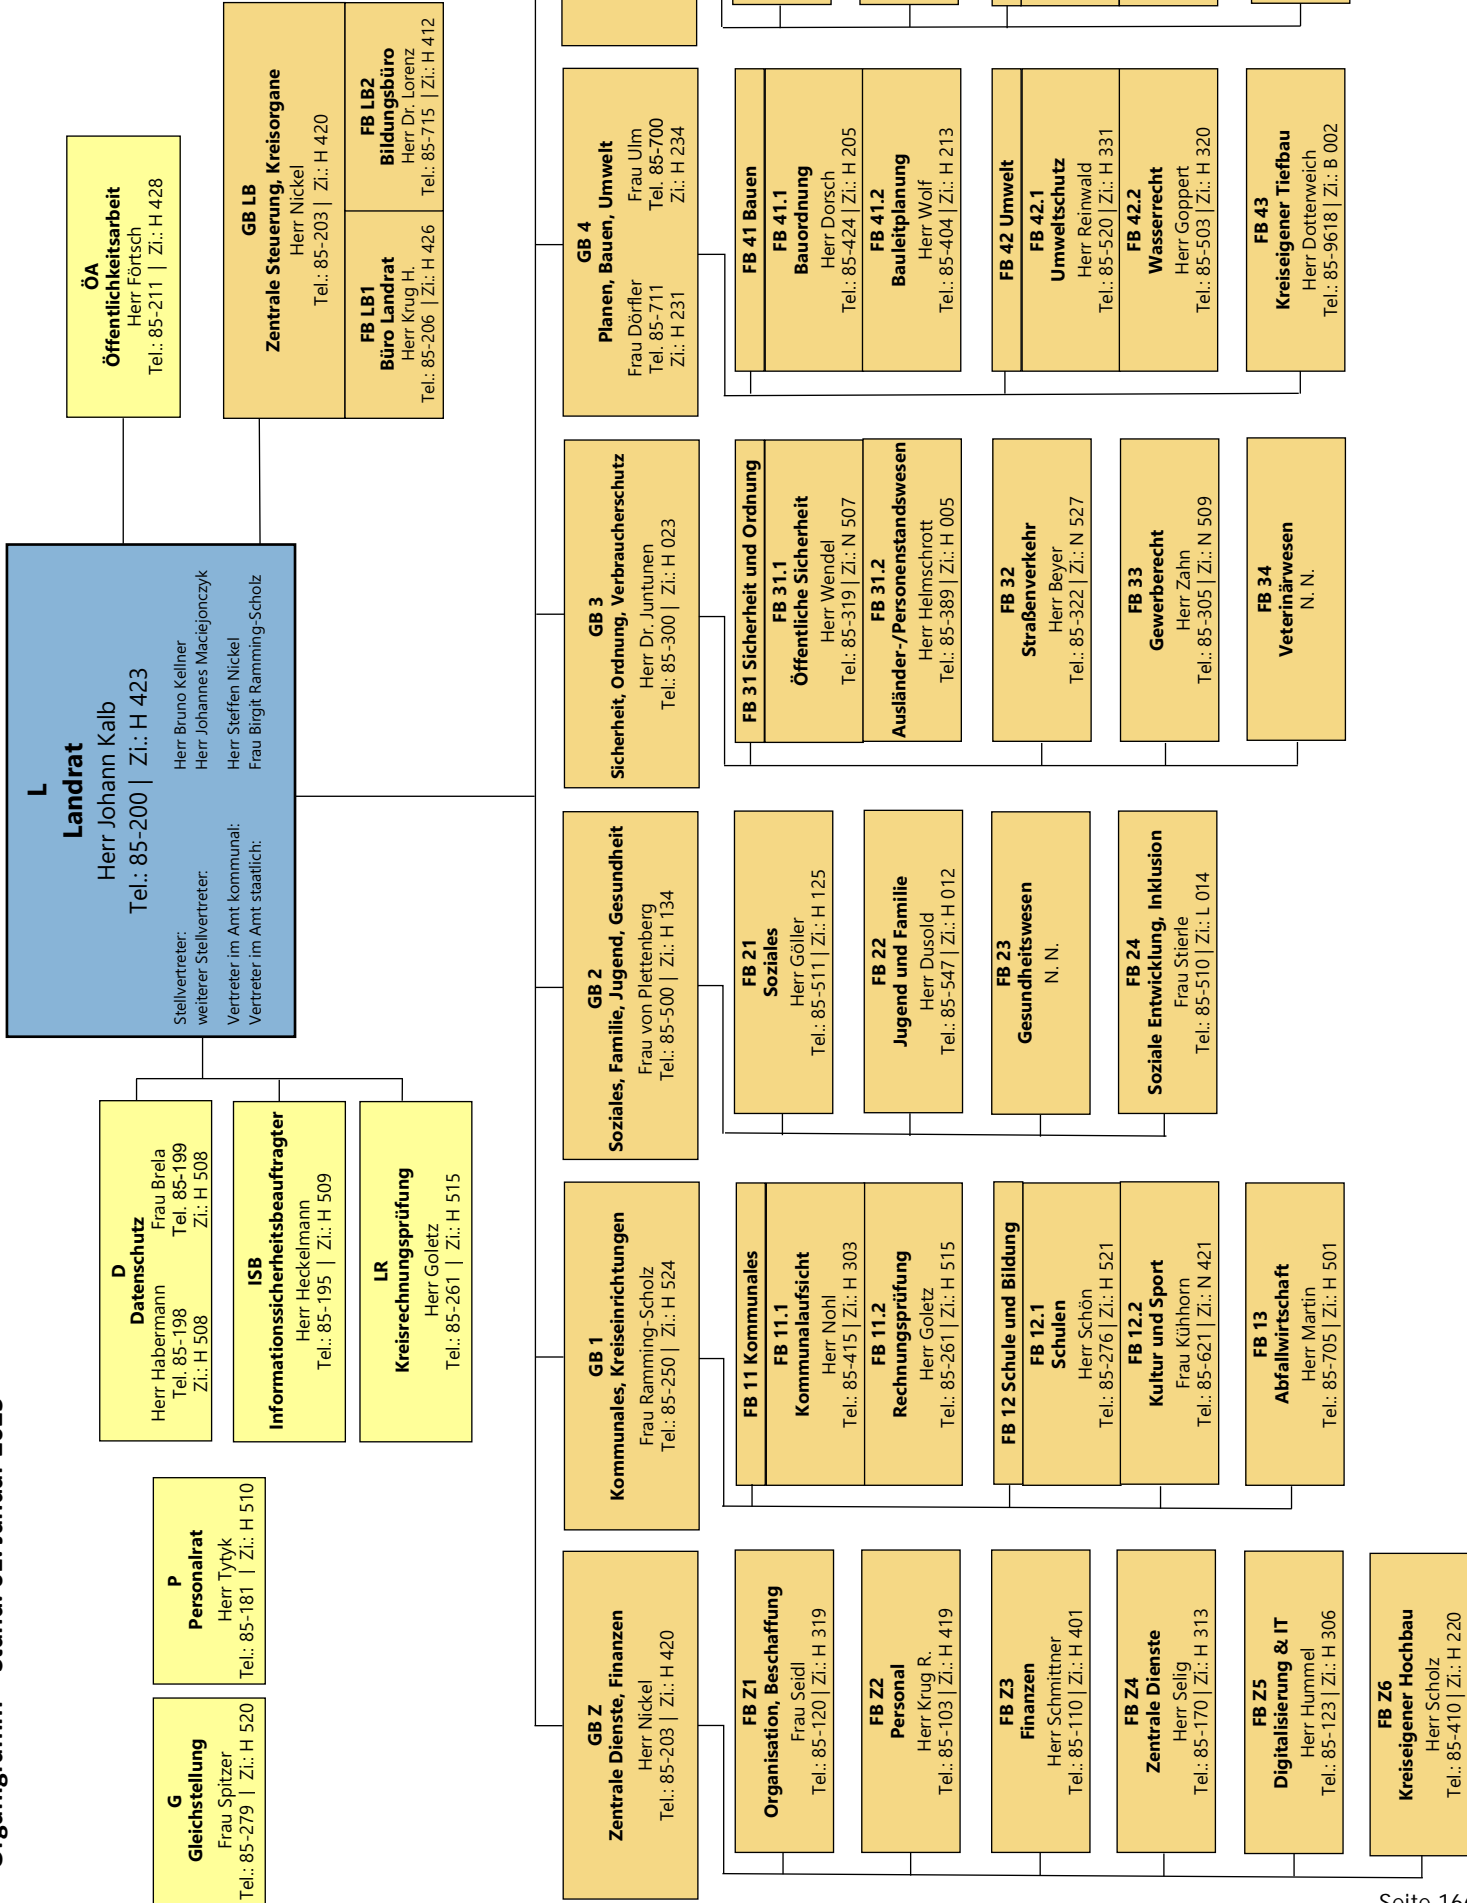 L
Landrat
Herr Johann Kalb
Tel.: 85-200 | Zi.: H 423
Stellvertreter: Herr Bruno Kellner
weiterer Stellvertreter: Herr Johannes Maciejonczyk
Vertreter im Amt kommunal: Herr Steffen Nickel
Vertreter im Amt staatlich: Frau Birgit Ramming-Scholz
G
Gleichstellung
Frau Spitzer
Tel.: 85-279 | Zi.: H 520
P
Personalrat
Herr Tytyk
Tel.: 85-181 | Zi.: H 510
D
Datenschutz
Herr Habermann Frau Brela
Tel. 85-198 Tel. 85-199
Zi.: H 508 Zi.: H 508
ISB
Informationssicherheitsbeauftragter
Herr Heckelmann
Tel.: 85-195 | Zi.: H 509
LR
Kreisrechnungsprüfung
Herr Goletz
Tel.: 85-261 | Zi.: H 515
ÖA
Öffentlichkeitsarbeit
Herr Förtsch
Tel.: 85-211 | Zi.: H 428
GB LB
Zentrale Steuerung, Kreisorgane
Herr Nickel
Tel.: 85-203 | Zi.: H 420
FB LB1
Büro Landrat
Herr Krug H.
Tel.: 85-206 | Zi.: H 426
FB LB2
Bildungsbüro
Herr Dr. Lorenz
Tel.: 85-715 | Zi.: H 412
GB Z
Zentrale Dienste, Finanzen
Herr Nickel
Tel.: 85-203 | Zi.: H 420
FB Z1
Organisation, Beschaffung
Frau Seidl
Tel.: 85-120 | Zi.: H 319
FB Z2
Personal
Herr Krug R.
Tel.: 85-103 | Zi.: H 419
FB Z3
Finanzen
Herr Schmittner
Tel.: 85-110 | Zi.: H 401
FB Z4
Zentrale Dienste
Herr Selig
Tel.: 85-170 | Zi.: H 313
FB Z5
Digitalisierung & IT
Herr Hummel
Tel.: 85-123 | Zi.: H 306
FB Z6
Kreiseigener Hochbau
Herr Scholz
Tel.: 85-410 | Zi.: H 220
GB 1
Kommunales, Kreiseinrichtungen
Frau Ramming-Scholz
Tel.: 85-250 | Zi.: H 524
FB 11 Kommunales
FB 11.1
Kommunalaufsicht
Herr Nohl
Tel.: 85-415 | Zi.: H 303
FB 11.2
Rechnungsprüfung
Herr Goletz
Tel.: 85-261 | Zi.: H 515
FB 12 Schule und Bildung
FB 12.1
Schulen
Herr Schön
Tel.: 85-276 | Zi.: H 521
FB 12.2
Kultur und Sport
Frau Kühhorn
Tel.: 85-621 | Zi.: N 421
FB 13
Abfallwirtschaft
Herr Martin
Tel.: 85-705 | Zi.: H 501
GB 2
Soziales, Familie, Jugend, Gesundheit
Frau von Plettenberg
Tel.: 85-500 | Zi.: H 134
FB 21
Soziales
Herr Göller
Tel.: 85-511 | Zi.: H 125
FB 22
Jugend und Familie
Herr Dusold
Tel.: 85-547 | Zi.: H 012
FB 23
Gesundheitswesen
N. N.
FB 24
Soziale Entwicklung, Inklusion
Frau Stierle
Tel.: 85-510 | Zi.: L 014
GB 3
Sicherheit, Ordnung, Verbraucherschutz
Herr Dr. Juntunen
Tel.: 85-300 | Zi.: H 023
FB 31 Sicherheit und Ordnung
FB 31.1
Öffentliche Sicherheit
Herr Wendel
Tel.: 85-319 | Zi.: N 507
FB 31.2
Ausländer-/Personenstandswesen
Herr Helmschrott
Tel.: 85-389 | Zi.: H 005
FB 32
Straßenverkehr
Herr Beyer
Tel.: 85-322 | Zi.: N 527
FB 33
Gewerberecht
Herr Zahn
Tel.: 85-305 | Zi.: N 509
FB 34
Veterinärwesen
N. N.
GB 4
Planen, Bauen, Umwelt
Frau Dörfler Frau Ulm
Tel. 85-711 Tel. 85-700
Zi.: H 231 Zi.: H 234
FB 41 Bauen
FB 41.1
Bauordnung
Herr Dorsch
Tel.: 85-424 | Zi.: H 205
FB 41.2
Bauleitplanung
Herr Wolf
Tel.: 85-404 | Zi.: H 213
FB 42 Umwelt
FB 42.1
Umweltschutz
Herr Reinwald
Tel.: 85-520 | Zi.: H 331
FB 42.2
Wasserrecht
Herr Goppert
Tel.: 85-503 | Zi.: H 320
FB 43
Kreiseigener Tiefbau
Herr Dotterweich
Tel.: 85-9618 | Zi.: B 002